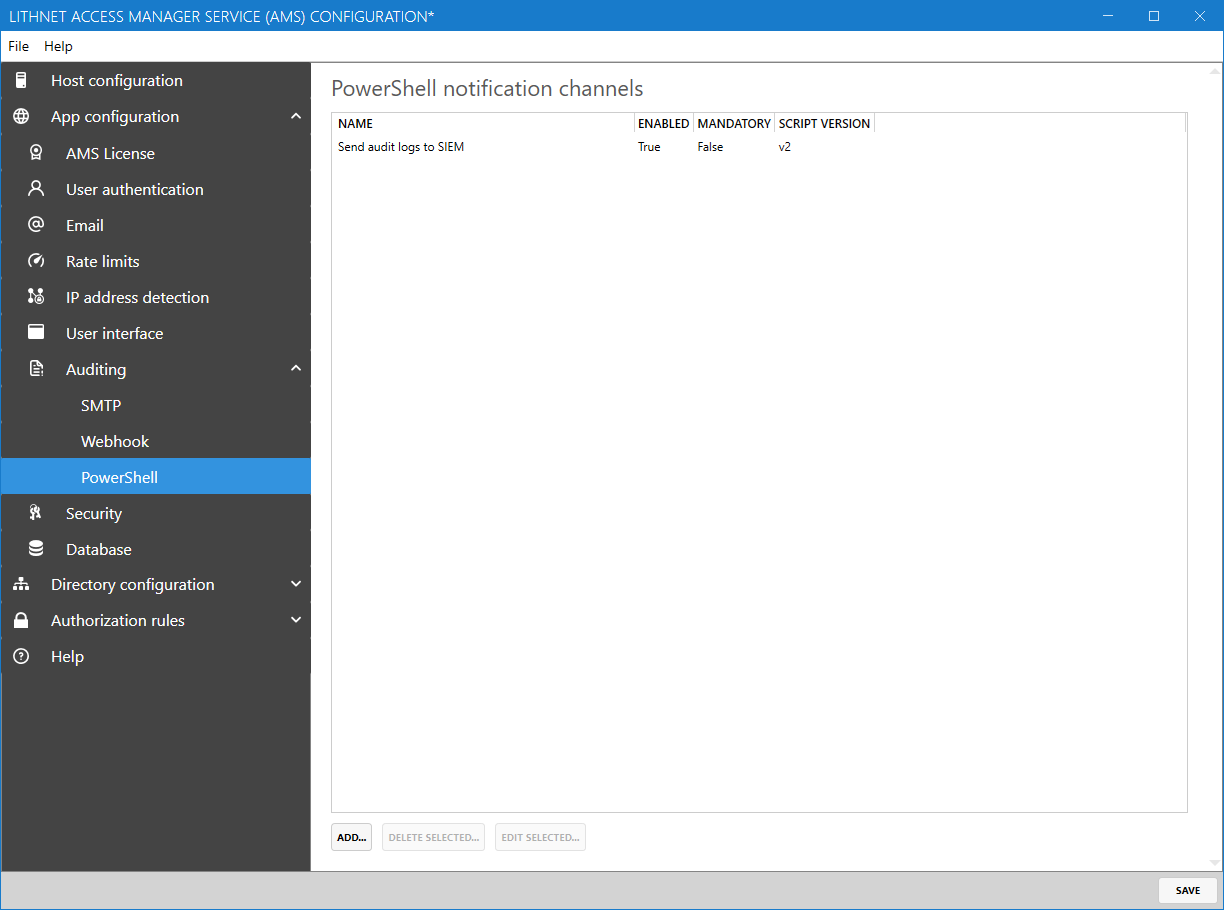 LITHNET ACCESS MANAGER SERVICE (AMS) CONFIGURATION*
File Help
Host configuration
App configuration
AMS License
User authentication
Email
Rate limits
IP address detection
User interface
Auditing
SMTP
Webhook
PowerShell
Security
Database
Directory configuration
Authorization rules
Help
PowerShell notification channels
NAME ENABLED MANDATORY SCRIPT VERSION
Send audit logs to SIEM True False v2
ADD... DELETE SELECTED... EDIT SELECTED...
SAVE